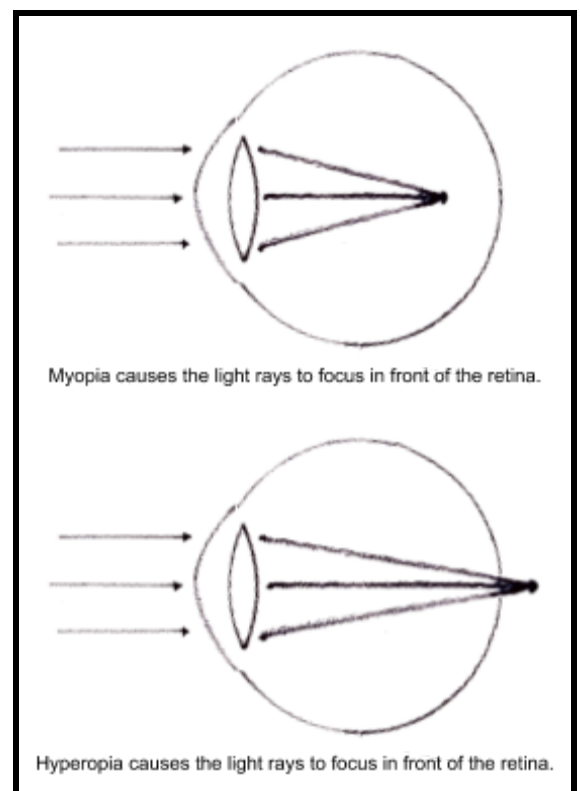 Myopia causes the light rays to focus in front of the retina.
Hyperopia causes the light rays to focus in front of the retina.